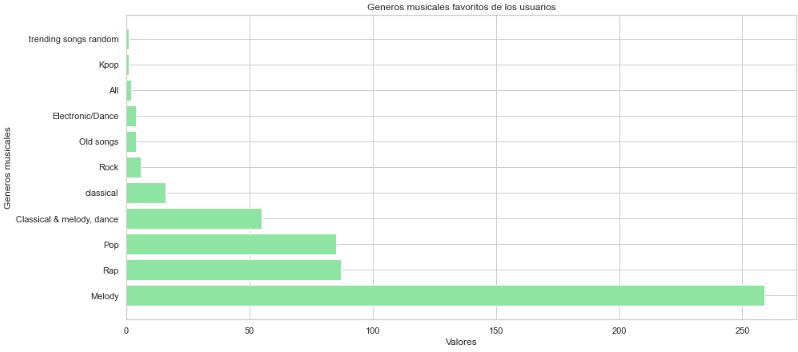 Generos musicales favoritos de los usuarios
Generos musicales
trending songs random
Kpop
All
Electronic/Dance
Old songs
Rock
classical
Classical & melody, dance
Pop
Rap
Melody
0 50 100 150 200 250
Valores